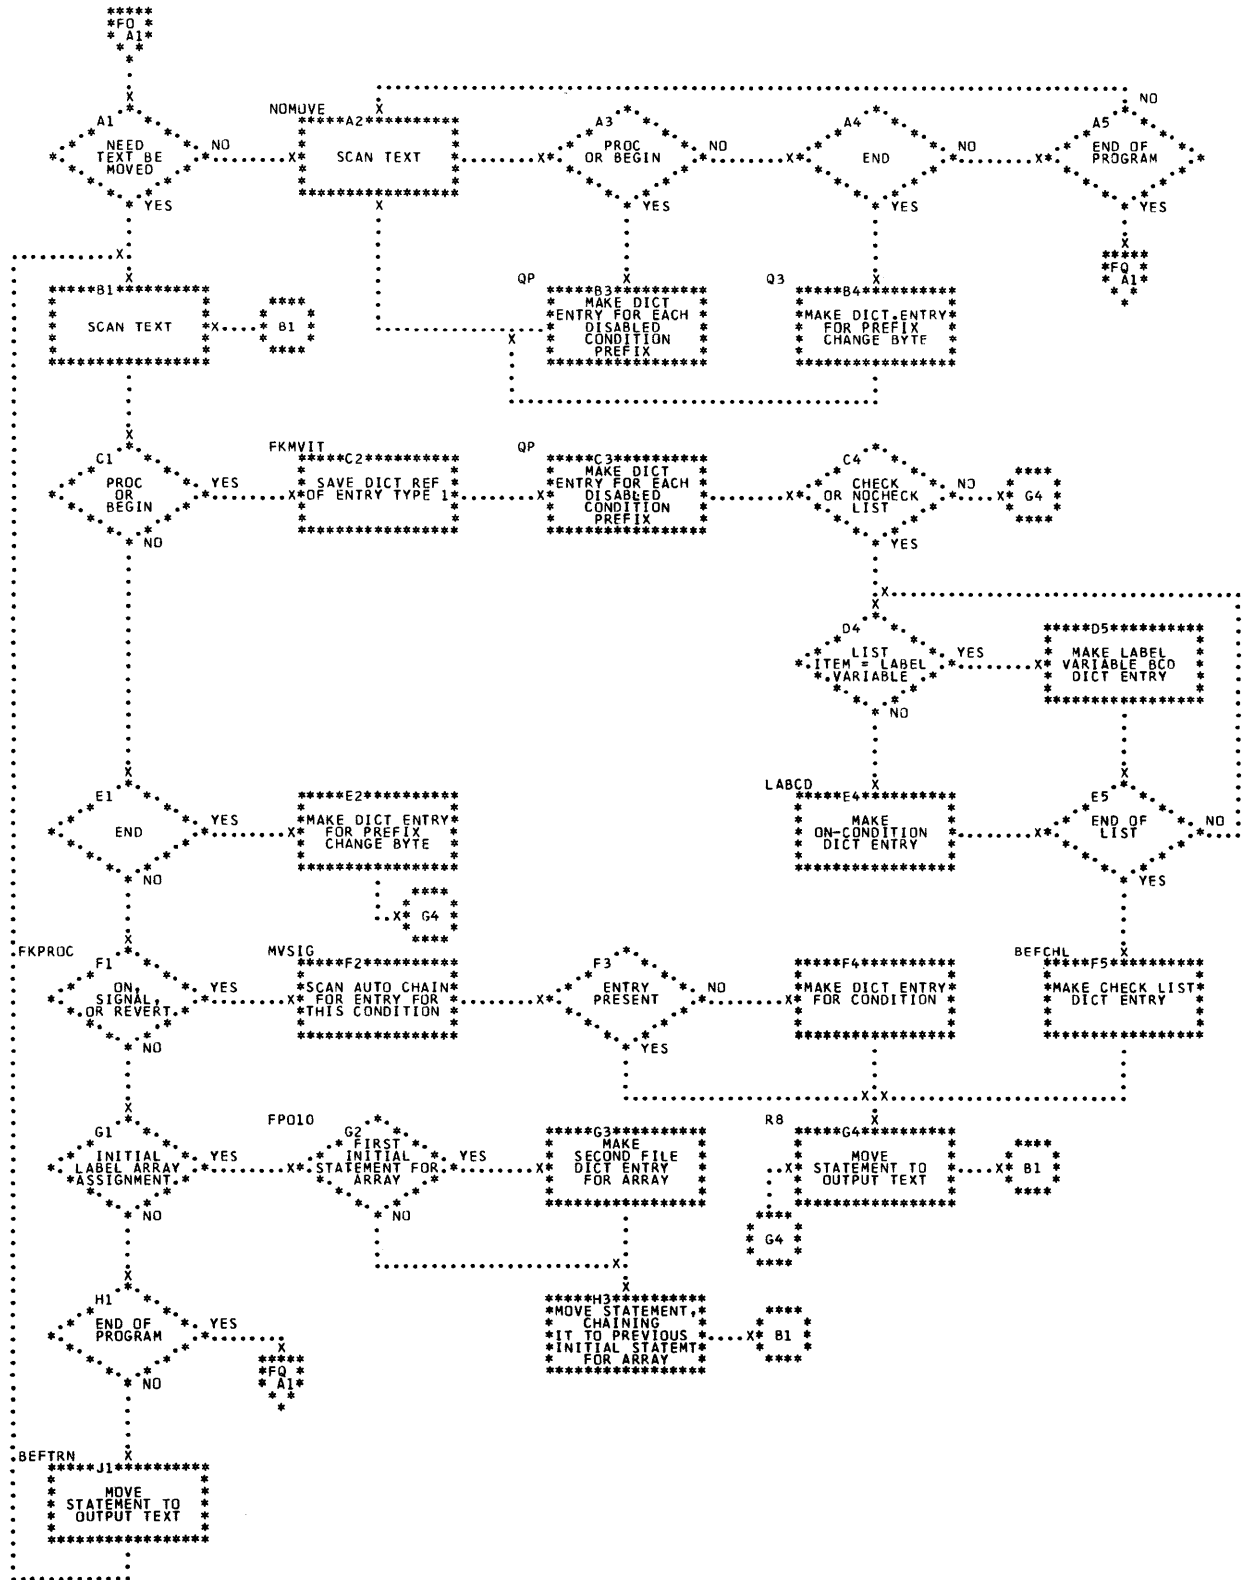 FO
A1
NO
NOMOVE
A1
NEED
TEXT BE
MOVED
NO
YES
A2
SCAN TEXT
A3
PROC
OR BEGIN
NO
YES
A4
END
NO
YES
A5
END OF
PROGRAM
YES
FQ
A1
B1
SCAN TEXT
B1
QP
B3
MAKE DICT
ENTRY FOR EACH
DISABLED
CONDITION
PREFIX
Q3
B4
MAKE DICT.ENTRY
FOR PREFIX
CHANGE BYTE
C1
PROC
OR
BEGIN
YES
NO
FKMVIT
C2
SAVE DICT REF
OF ENTRY TYPE 1
QP
C3
MAKE DICT
ENTRY FOR EACH
DISABLED
CONDITION
PREFIX
C4
CHECK
OR NOCHECK
LIST
NO
YES
G4
D4
LIST
ITEM = LABEL
VARIABLE
YES
NO
D5
MAKE LABEL
VARIABLE BCD
DICT ENTRY
E1
END
YES
NO
E2
MAKE DICT ENTRY
FOR PREFIX
CHANGE BYTE
G4
LABCD
E4
MAKE
ON-CONDITION
DICT ENTRY
E5
END OF
LIST
NO
YES
FKPROC
F1
ON,
SIGNAL,
OR REVERT
YES
NO
MVSIG
F2
SCAN AUTO CHAIN
FOR ENTRY FOR
THIS CONDITION
F3
ENTRY
PRESENT
NO
YES
F4
MAKE DICT ENTRY
FOR CONDITION
BEFCHL
F5
MAKE CHECK LIST
DICT ENTRY
G1
INITIAL
LABEL ARRAY
ASSIGNMENT
YES
NO
FPO10
G2
FIRST
INITIAL
STATEMENT FOR
ARRAY
YES
NO
G3
MAKE
SECOND FILE
DICT ENTRY
FOR ARRAY
R8
G4
MOVE
STATEMENT TO
OUTPUT TEXT
B1
G4
H1
END OF
PROGRAM
YES
NO
FQ
A1
H3
MOVE STATEMENT,
CHAINING
IT TO PREVIOUS
INITIAL STATEMT
FOR ARRAY
B1
BEFTRN
J1
MOVE
STATEMENT TO
OUTPUT TEXT